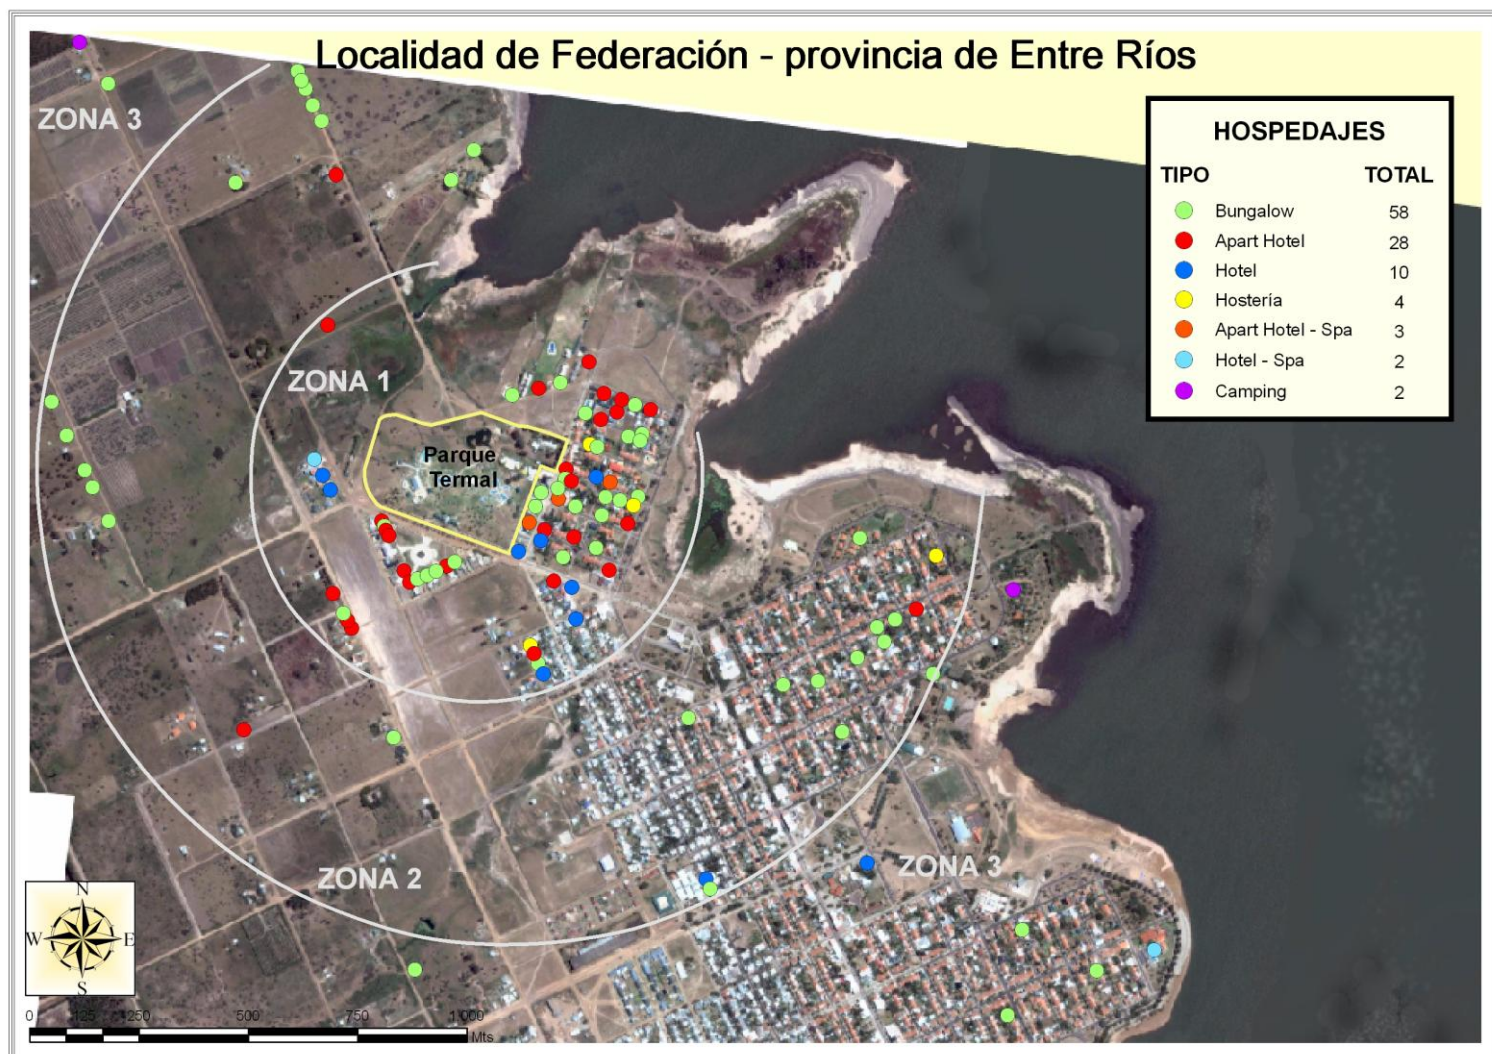 Localidad de Federación - provincia de Entre Ríos
ZONA 3
HOSPEDAJES
TIPO TOTAL
Bungalow 58
Apart Hotel 28
Hotel 10
Hostería 4
Apart Hotel - Spa 3
Hotel - Spa 2
Camping 2
ZONA 1
Parque
Termal
ZONA 2
ZONA 3
N
W E
S
0 125 250 500 750 1.000
Mts